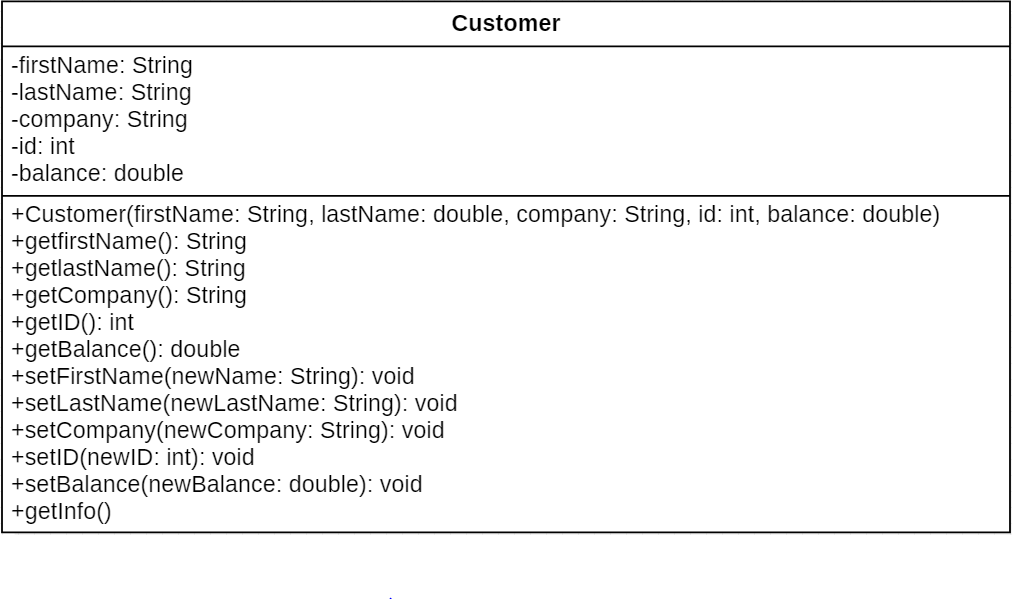 Customer
-firstName: String
-lastName: String
-company: String
-id: int
-balance: double
+Customer(firstName: String, lastName: double, company: String, id: int, balance: double)
+getfirstName(): String
+getlastName(): String
+getCompany(): String
+getID(): int
+getBalance(): double
+setFirstName(newName: String): void
+setLastName(newLastName: String): void
+setCompany(newCompany: String): void
+setID(newID: int): void
+setBalance(newBalance: double): void
+getInfo()